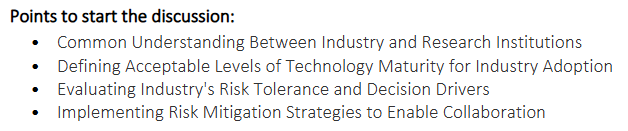 Points to start the discussion:
• Common Understanding Between Industry and Research Institutions
• Defining Acceptable Levels of Technology Maturity for Industry Adoption
• Evaluating Industry's Risk Tolerance and Decision Drivers
• Implementing Risk Mitigation Strategies to Enable Collaboration